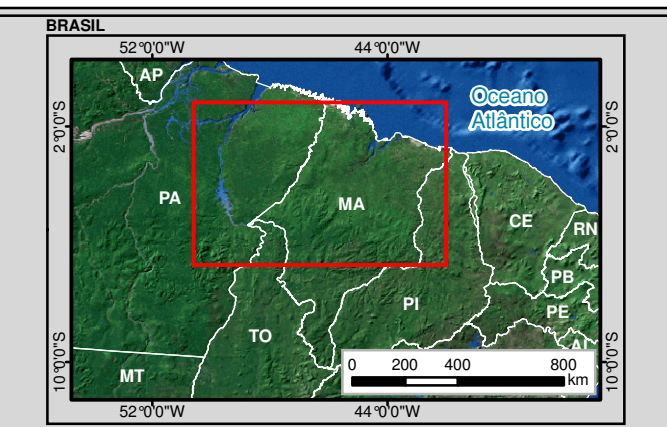 BRASIL
52°0'0"W 44°0'0"W
AP
Oceano
Atlântico
2°0'0"S 2°0'0"S
PA MA CE RN
PB
PI PE
TO AL
0 200 400 800
km
10°0'0"S 10°0'0"S
MT
52°0'0"W 44°0'0"W